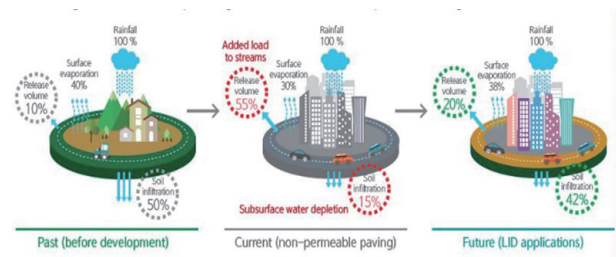 Rainfall
100 %
Surface
evaporation
40%
Release
volume
10%
Soil
infiltration
50%
Past (before development)
Added load
to streams
Rainfall
100 %
Surface
evaporation
30%
Release
volume
55%
Soil
infiltration
15%
Subsurface water depletion
Current (non-permeable paving)
Rainfall
100 %
Surface
evaporation
38%
Release
volume
20%
Soil
infiltration
42%
Future (LID applications)